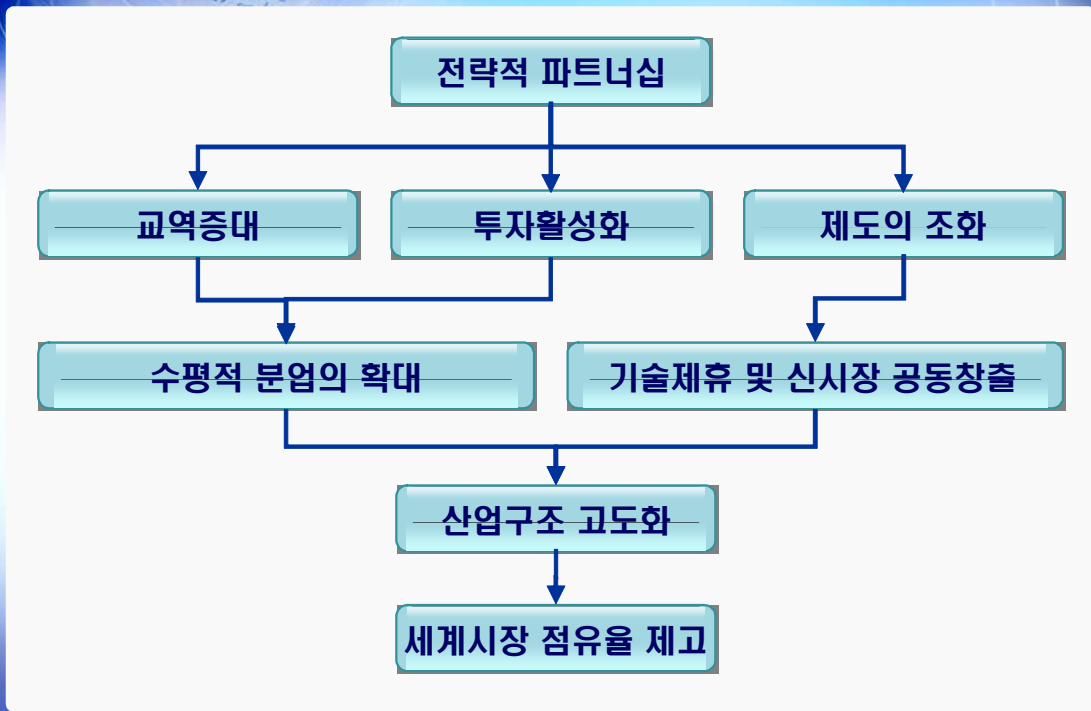 전략적 파트너십
교역증대
투자활성화
제도의 조화
수평적 분업의 확대
기술제휴 및 신시장 공동창출
산업구조 고도화
세계시장 점유율 제고